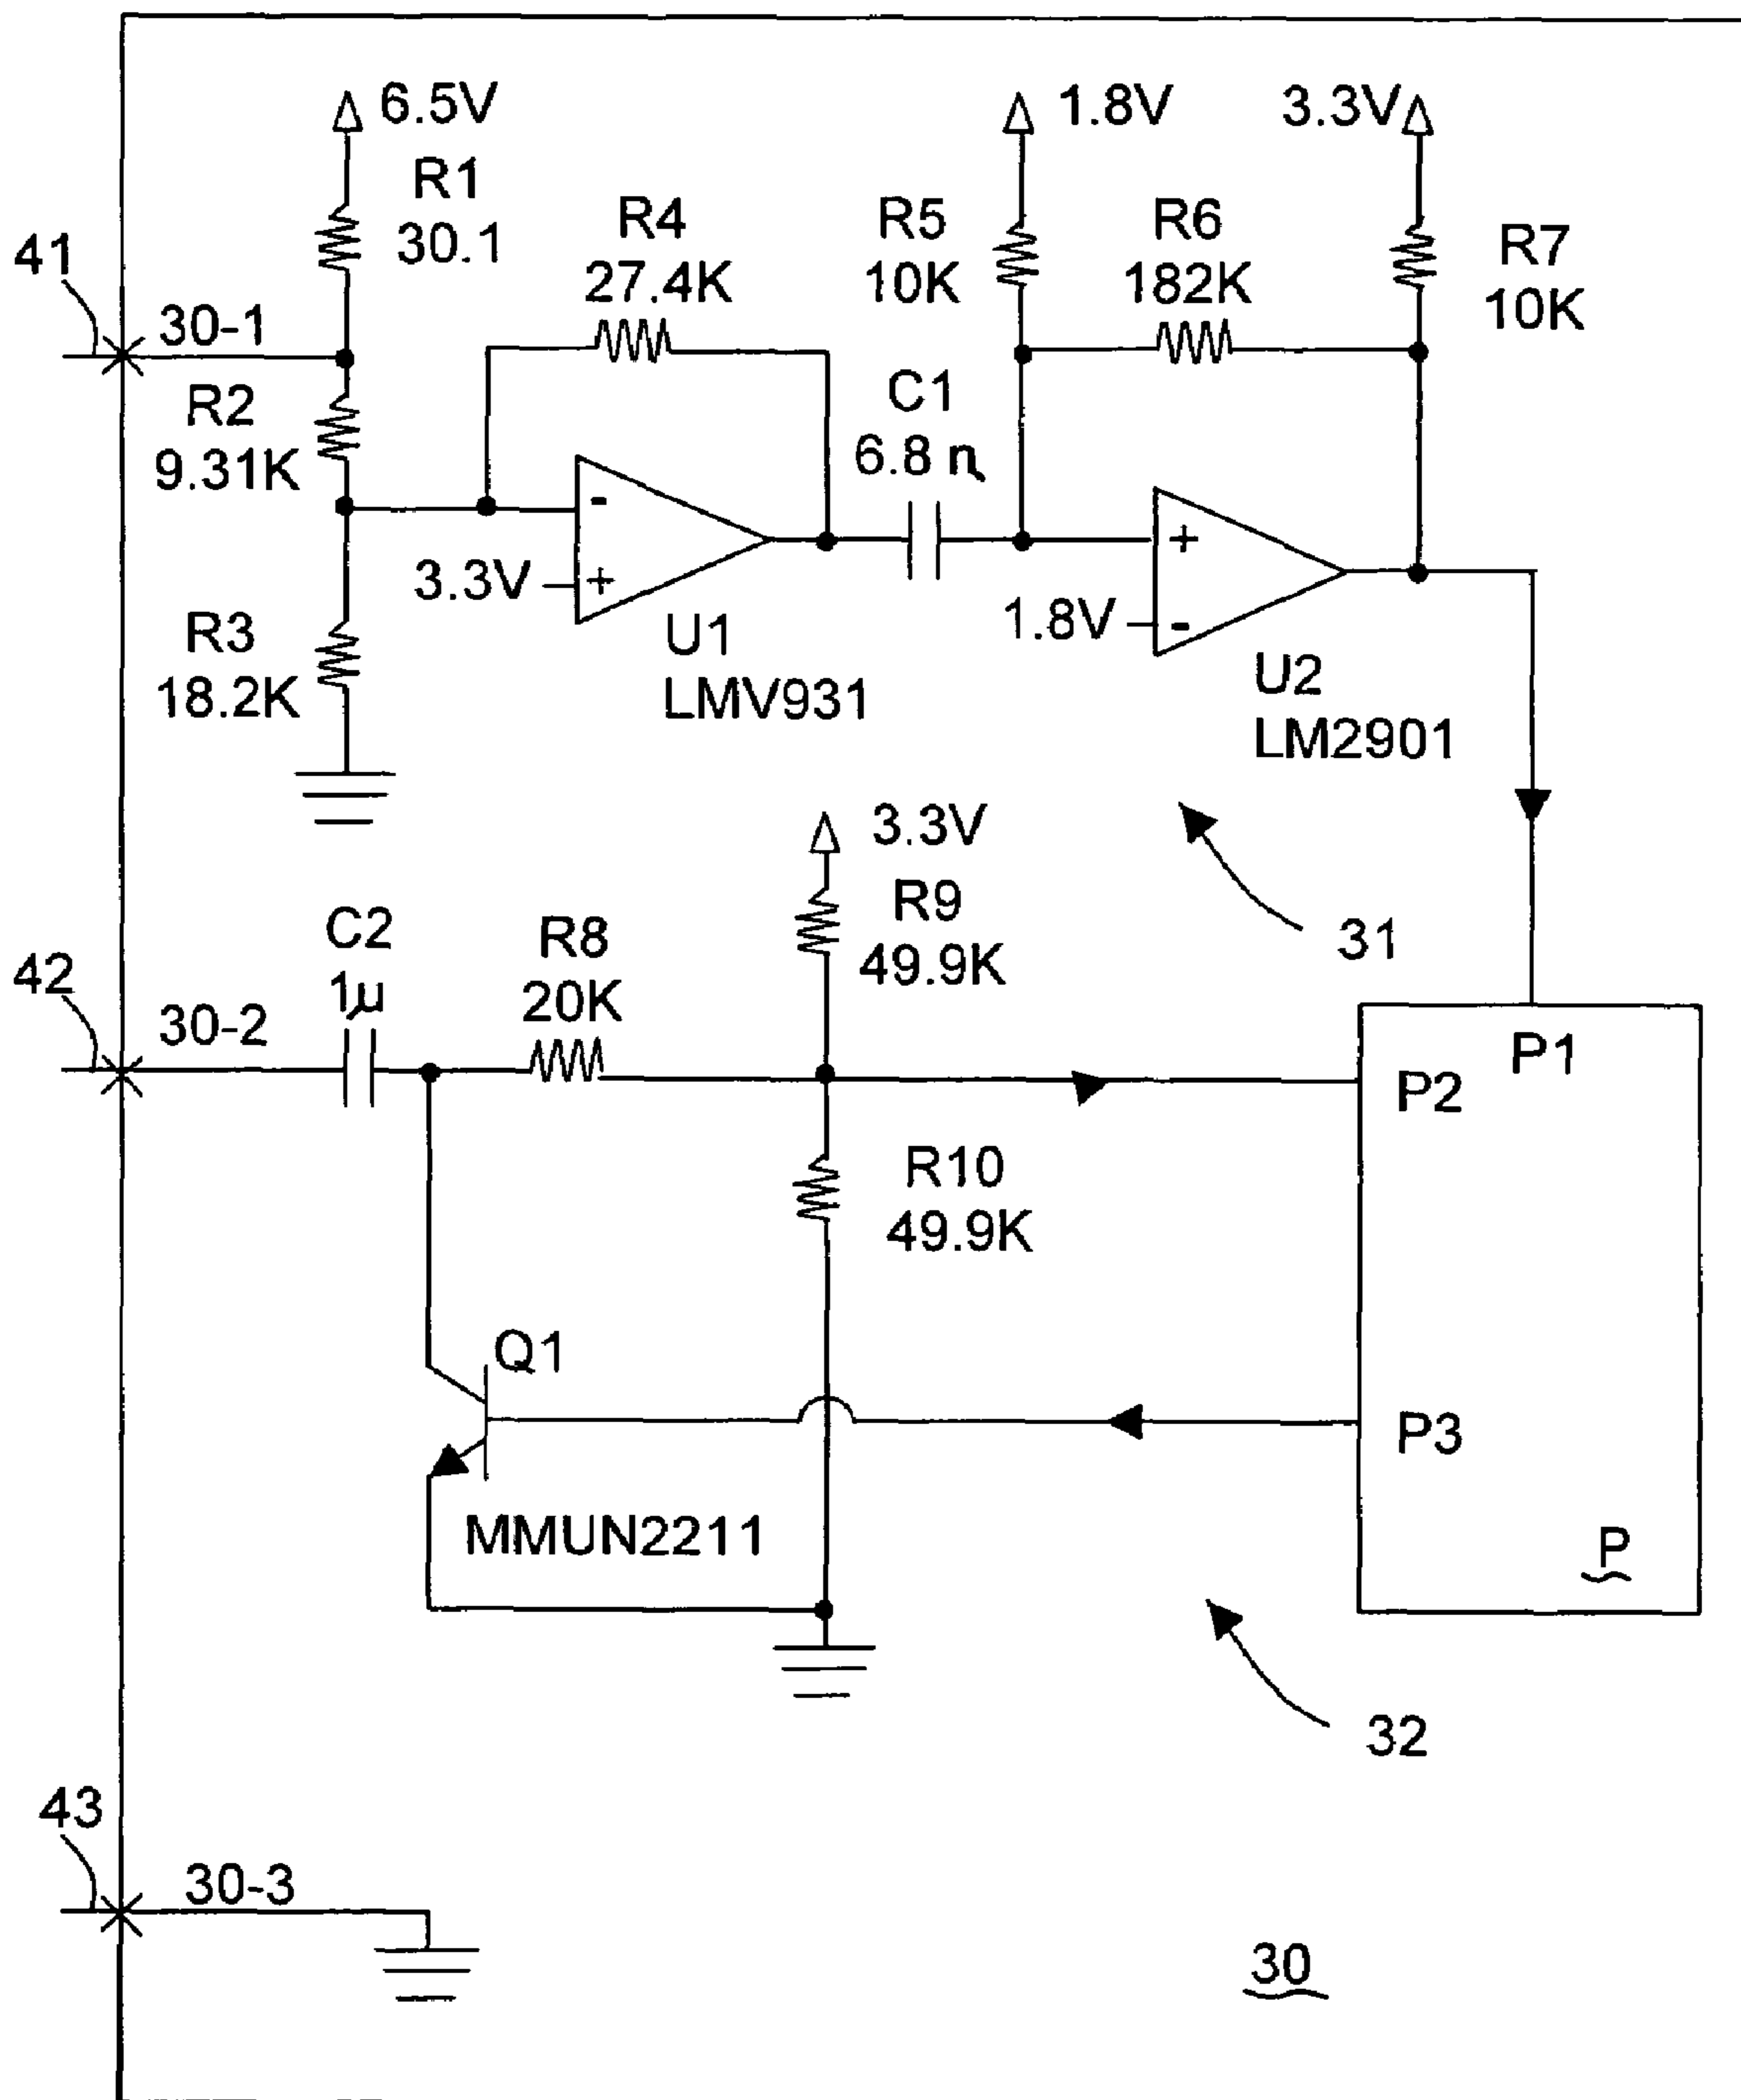 6.5V
1.8V
3.3V
R1
30.1
R4
27.4K
R5
10K
R6
182K
R7
10K
41
30-1
R2
9.31K
C1
6.8 n
-
+
3.3V
+
-
1.8V
R3
18.2K
U1
LMV931
U2
LM2901
3.3V
R9
49.9K
31
C2
1µ
R8
20K
42
30-2
P1
P2
R10
49.9K
Q1
P3
MMUN2211
P
32
43
30-3
30